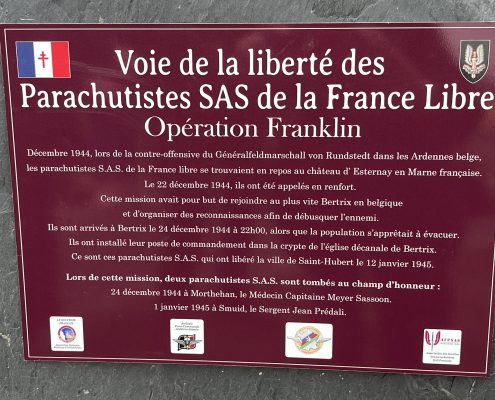 Voie de la liberté des
Parachutistes SAS de la France Libre
Opération Franklin
Décembre 1944, lors de la contre-offensive du Généralfeldmarschall von Rundstedt dans les Ardennes belge,
les parachutistes S.A.S. de la France libre se trouvaient en repos au château d' Esternay en Marne française.
Le 22 décembre 1944, ils ont été appelés en renfort.
Cette mission avait pour but de rejoindre au plus vite Bertrix en belgique
et d'organiser des reconnaissances afin de débusquer l'ennemi.
Ils sont arrivés à Bertrix le 24 décembre 1944 à 22h00, alors que la population s'apprêtait à évacuer.
Ils ont installé leur poste de commandement dans la crypte de l'église décanale de Bertrix.
Ce sont ces parachutistes S.A.S. qui ont libéré la ville de Saint-Hubert le 12 janvier 1945.
Lors de cette mission, deux parachutistes S.A.S. sont tombés au champ d'honneur :
24 décembre 1944 à Morthehan, le Médecin Capitaine Meyer Sassoon.
1 janvier 1945 à Smuid, le Sergent Jean Prédali.
AFPSAS